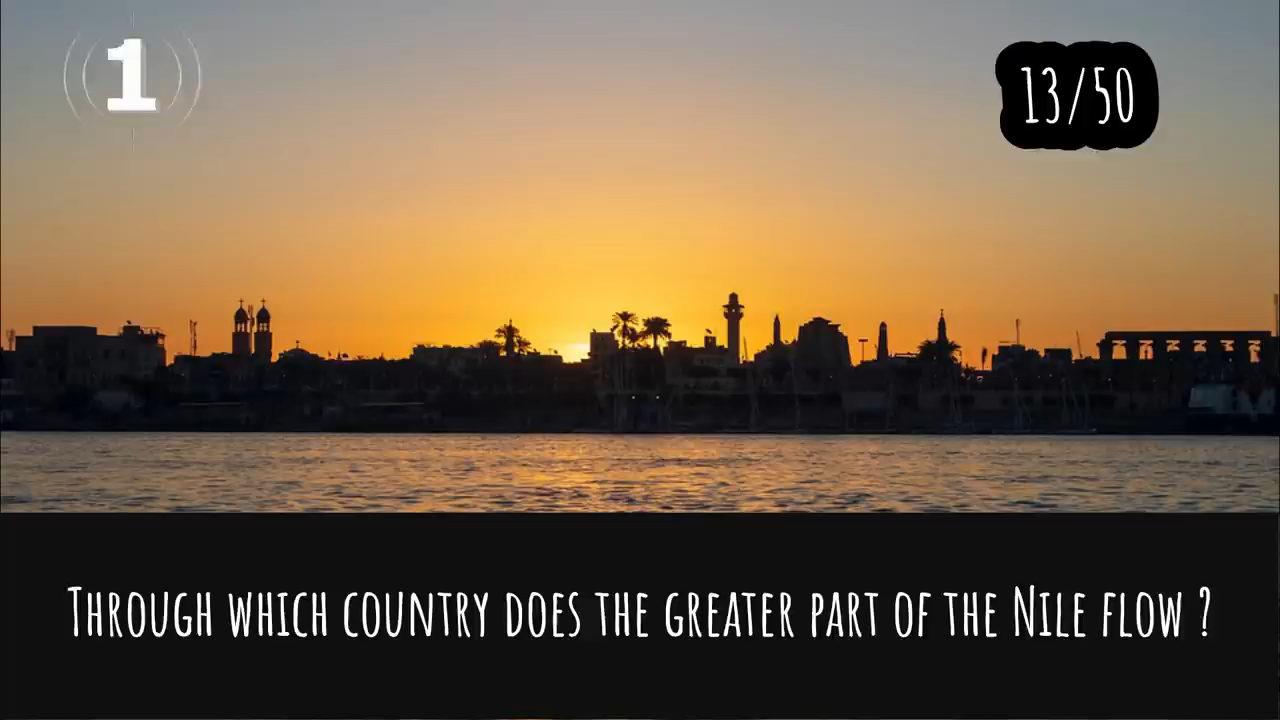 1
13/50
Through which country does the greater part of the Nile flow ?